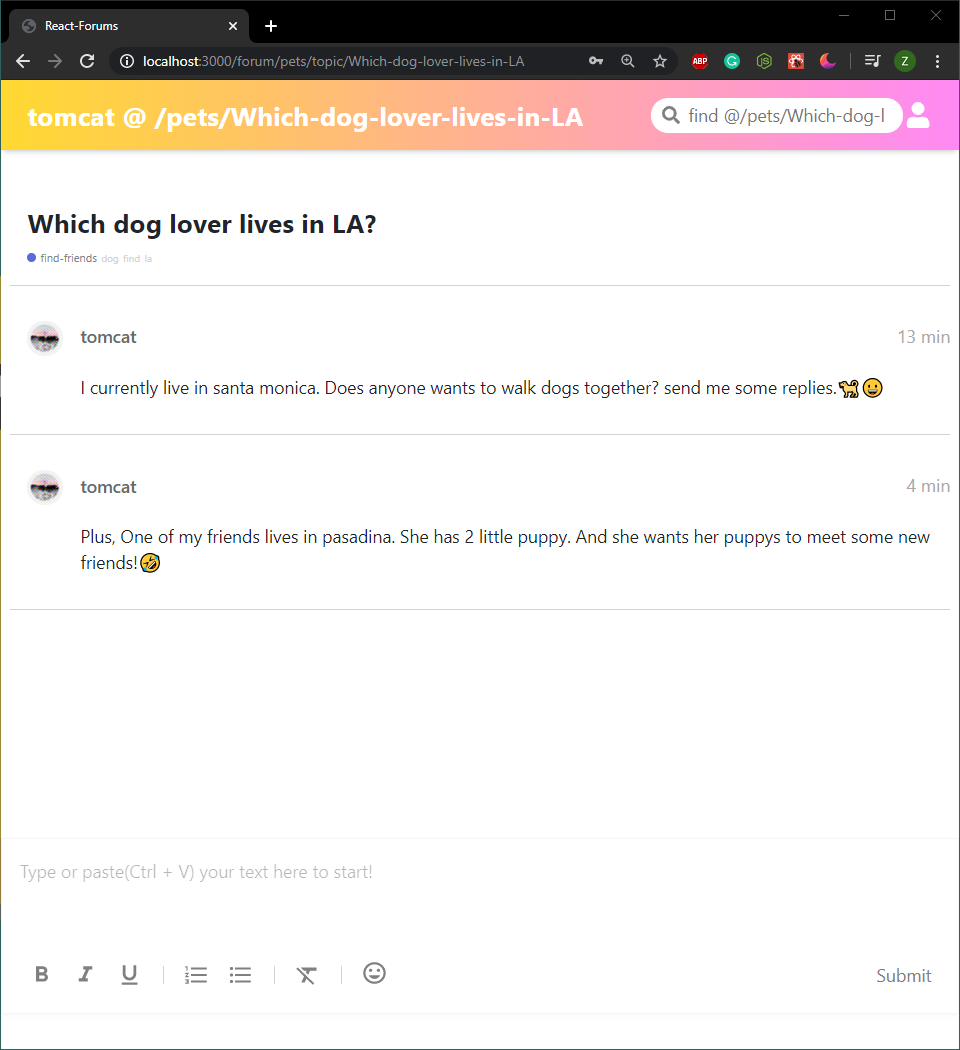 React-Forums
localhost:3000/forum/pets/topic/Which-dog-lover-lives-in-LA
ABP
G
JS
Z
tomcat @ /pets/Which-dog-lover-lives-in-LA
find @/pets/Which-dog-l
Which dog lover lives in LA?
find-friends dog find la
tomcat
13 min
I currently live in santa monica. Does anyone wants to walk dogs together? send me some replies.🐕😀
tomcat
4 min
Plus, One of my friends lives in pasadina. She has 2 little puppy. And she wants her puppys to meet some new
friends!🤣
Type or paste(Ctrl + V) your text here to start!
B I U
Submit